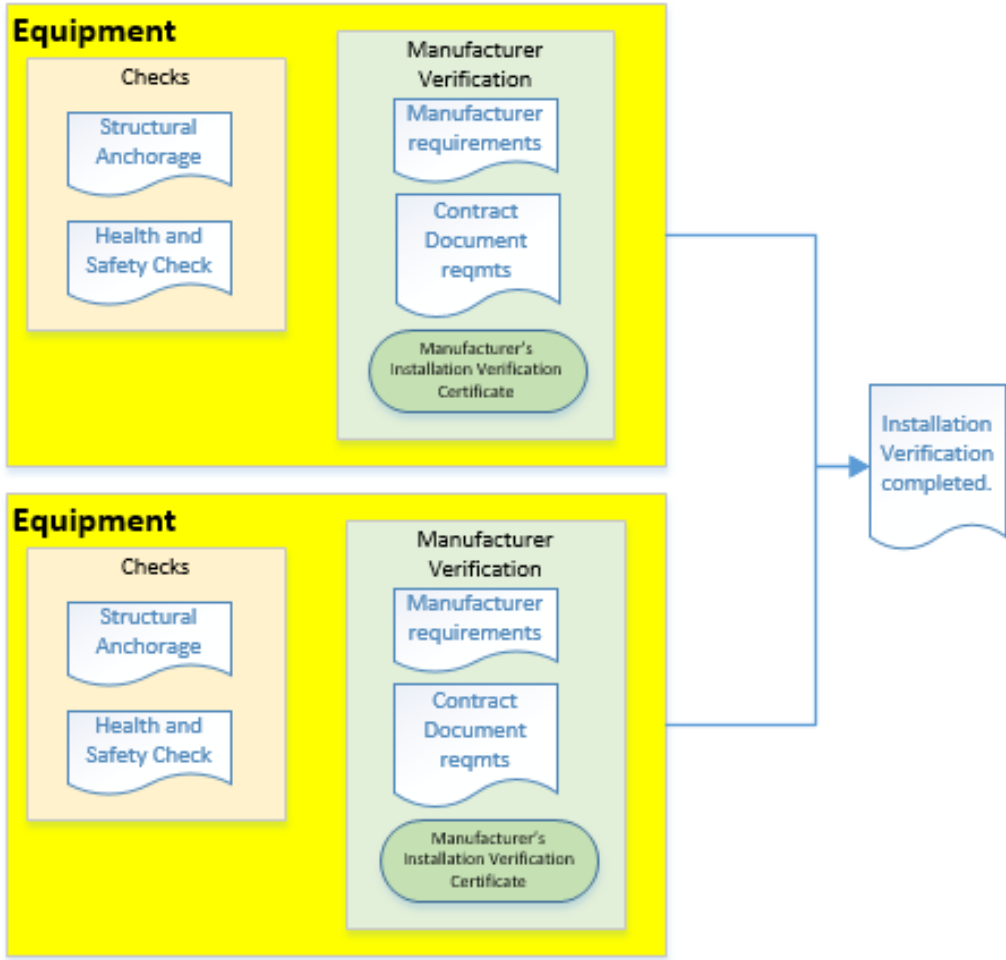 Equipment
Checks
Structural
Anchorage
Health and
Safety Check
Manufacturer
Verification
Manufacturer
requirements
Contract
Document
reqmts
Manufacturer's
Installation Verification
Certificate
Equipment
Checks
Structural
Anchorage
Health and
Safety Check
Manufacturer
Verification
Manufacturer
requirements
Contract
Document
reqmts
Manufacturer's
Installation Verification
Certificate
Installation
Verification
completed.